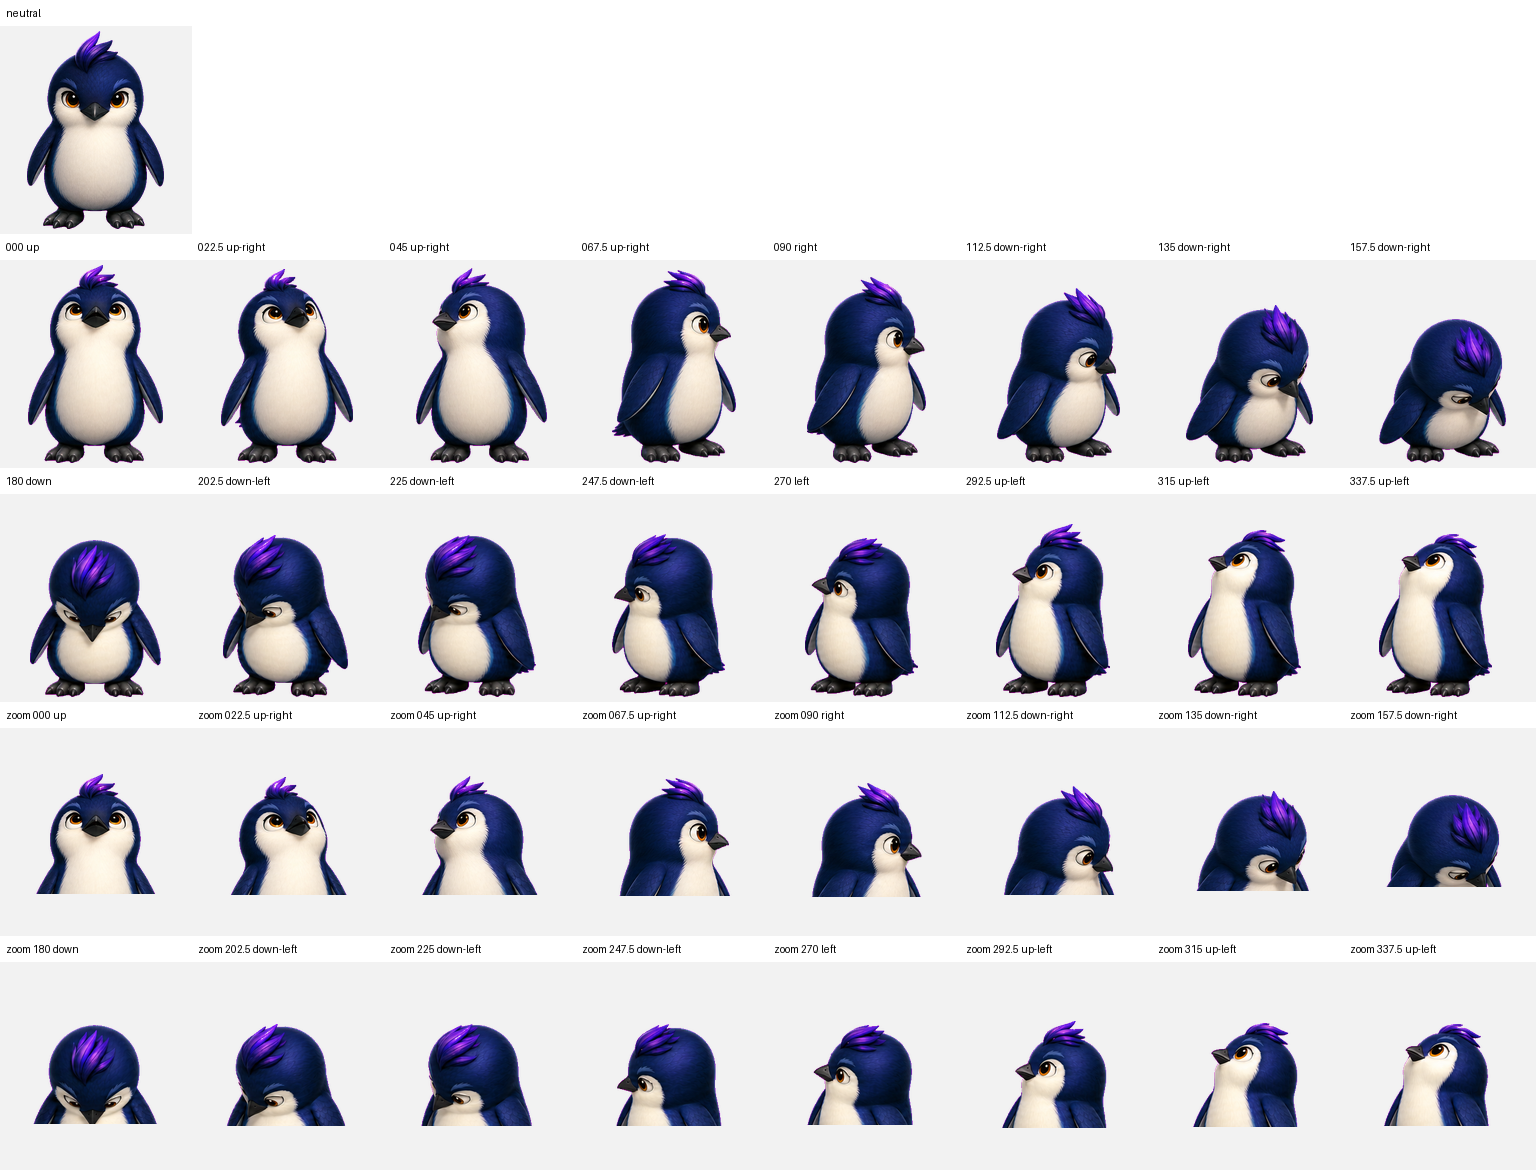 neutral
000 up
022.5 up-right
045 up-right
067.5 up-right
090 right
112.5 down-right
135 down-right
157.5 down-right
180 down
202.5 down-left
225 down-left
247.5 down-left
270 left
292.5 up-left
315 up-left
337.5 up-left
zoom 000 up
zoom 022.5 up-right
zoom 045 up-right
zoom 067.5 up-right
zoom 090 right
zoom 112.5 down-right
zoom 135 down-right
zoom 157.5 down-right
zoom 180 down
zoom 202.5 down-left
zoom 225 down-left
zoom 247.5 down-left
zoom 270 left
zoom 292.5 up-left
zoom 315 up-left
zoom 337.5 up-left